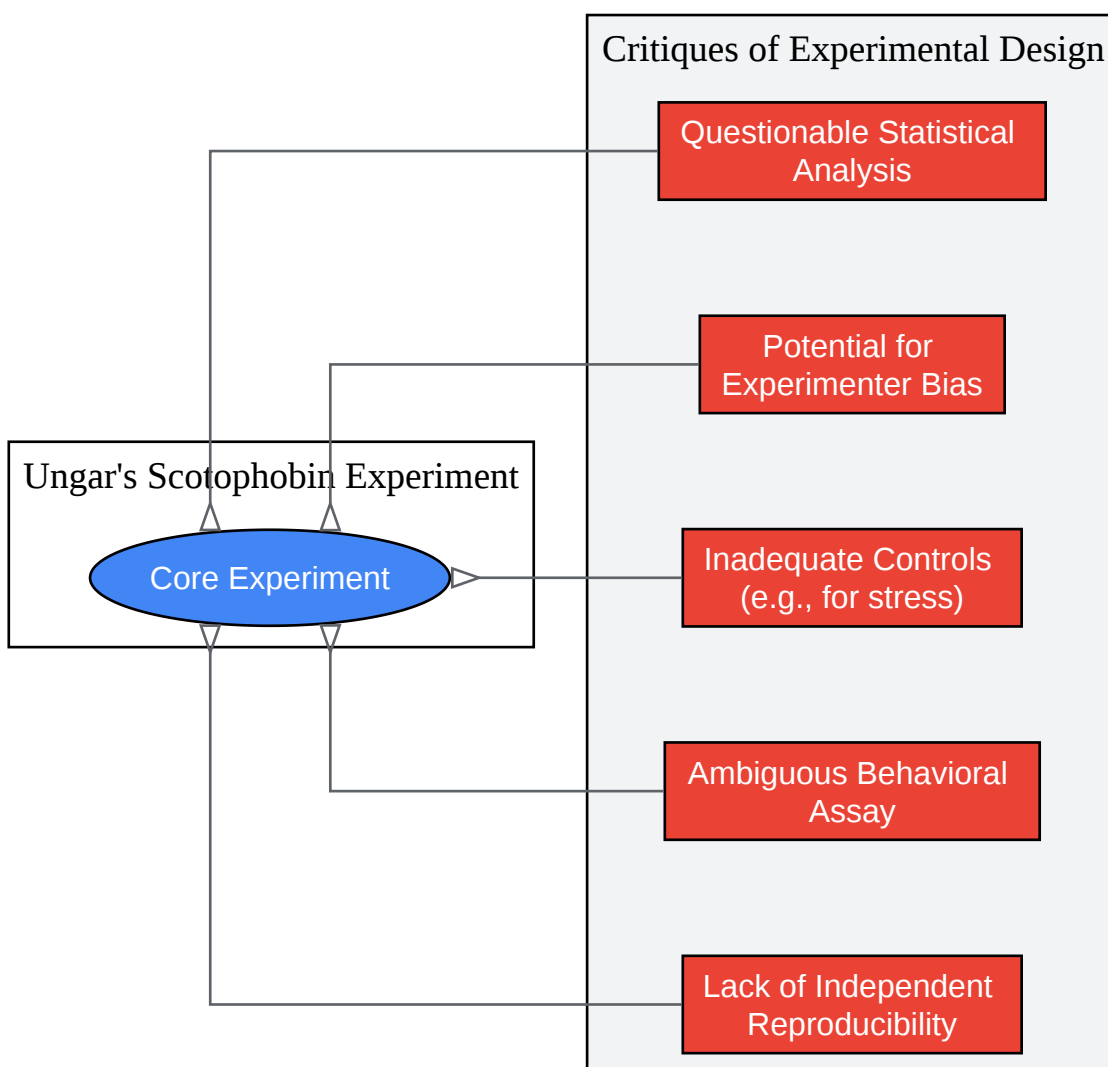 Critiques of Experimental Design
Questionable Statistical
Analysis
Potential for
Experimenter Bias
Ungar's Scotophobin Experiment
Core Experiment
Inadequate Controls
(e.g., for stress)
Ambiguous Behavioral
Assay
Lack of Independent
Reproducibility